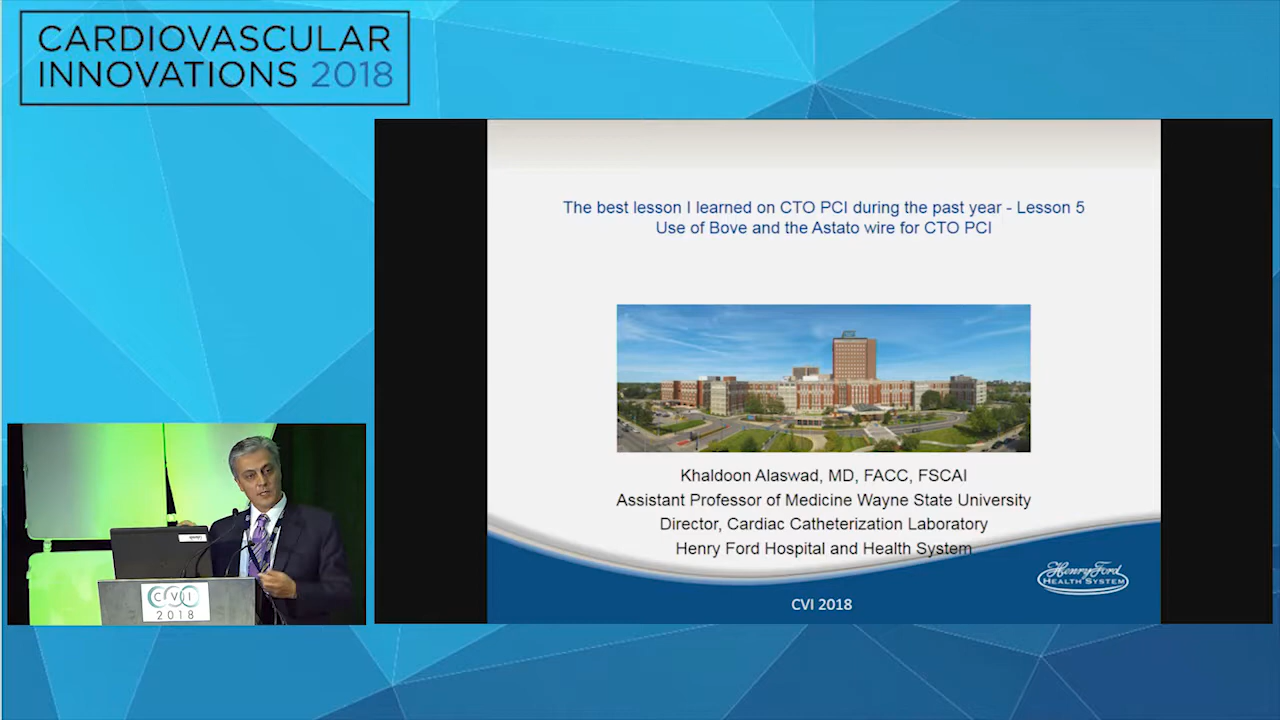 CARDIOVASCULAR
INNOVATIONS 2018
The best lesson I learned on CTO PCI during the past year - Lesson 5
Use of Bove and the Astato wire for CTO PCI
Khaldoon Alaswad, MD, FACC, FSCAI
Assistant Professor of Medicine Wayne State University
Director, Cardiac Catheterization Laboratory
Henry Ford Hospital and Health System
Henry Ford
HEALTH SYSTEM
CVI 2018
CVI
2018